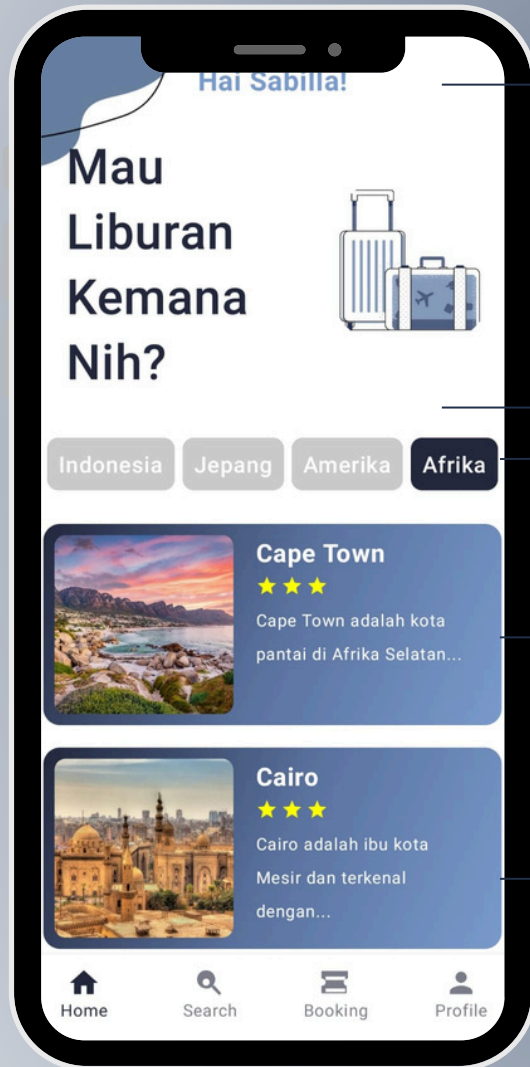 Hai Sabilla!
Mau
Liburan
Kemana
Nih?
Indonesia Jepang Amerika Afrika
Cape Town
Cape Town adalah kota
pantai di Afrika Selatan...
Cairo
Cairo adalah ibu kota
Mesir dan terkenal
dengan...
Home Search Booking Profile